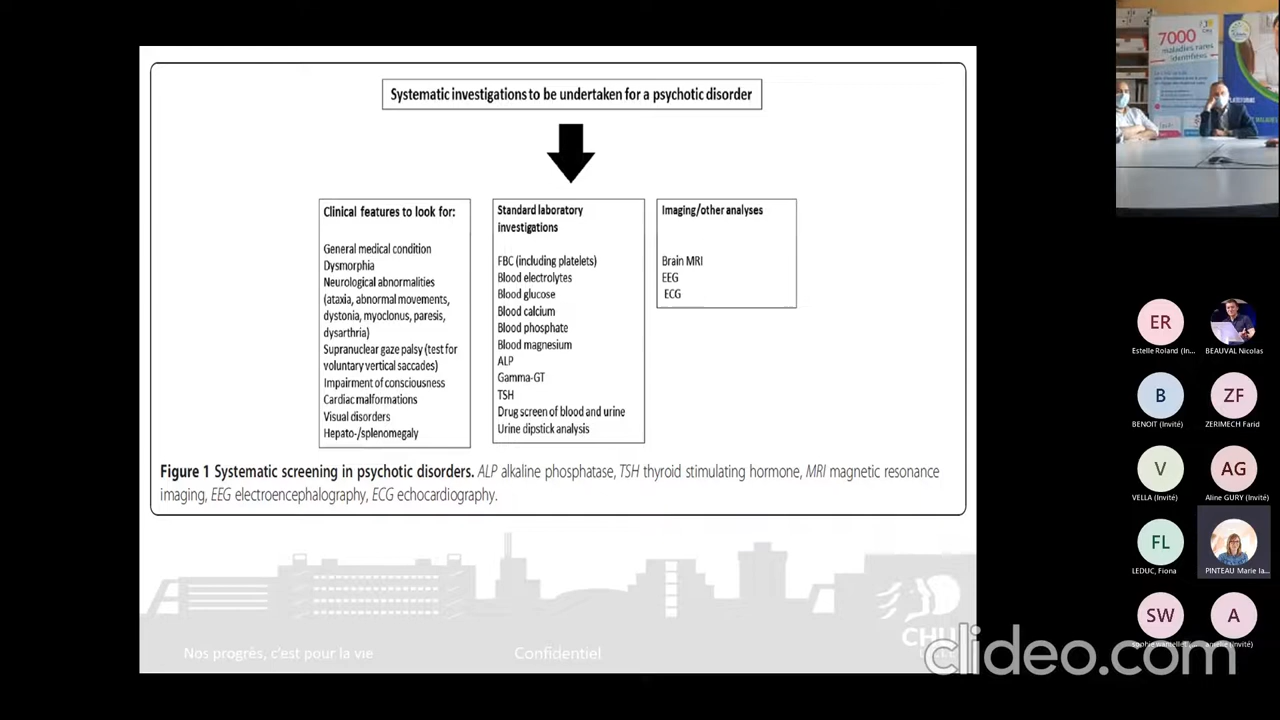 Systematic investigations to be undertaken for a psychotic disorder
Clinical features to look for:
General medical condition
Dysmorphia
Neurological abnormalities
(ataxia, abnormal movements,
dystonia, myoclonus, paresis,
dysarthria)
Supranuclear gaze palsy (test for
voluntary vertical saccades)
Impairment of consciousness
Cardiac malformations
Visual disorders
Hepato-/splenomegaly
Standard laboratory
investigations
FBC (including platelets)
Blood electrolytes
Blood glucose
Blood calcium
Blood phosphate
Blood magnesium
ALP
Gamma-GT
TSH
Drug screen of blood and urine
Urine dipstick analysis
Imaging/other analyses
Brain MRI
EEG
ECG
Figure 1 Systematic screening in psychotic disorders. ALP alkaline phosphatase, TSH thyroid stimulating hormone, MRI magnetic resonance
imaging, EEG electroencephalography, ECG echocardiography.
Nos progrès, c'est pour la vie
Confidentiel
CHU
clideo.com
7000
maladies rares
identifiées
ER
Estelle Roland (In...
BEAUVAL Nicolas
B
BENOIT (Invité)
ZF
ZERIMECH Farid
V
VELLA (Invité)
AG
Aline GURY (Invité)
FL
LEDUC, Fiona
PINTEAU Marie la...
SW
A